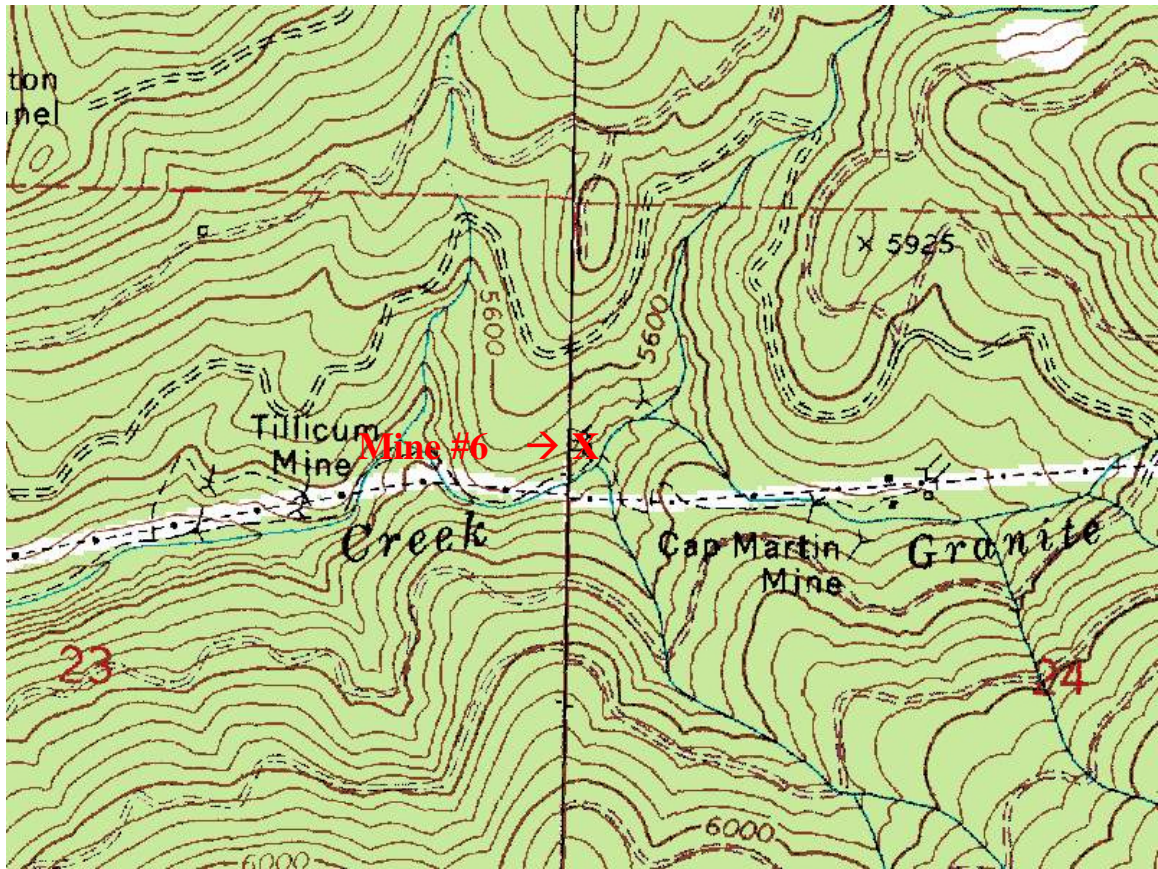 ton
nel
x 5925
5600
5600
Tillicum
Mine
Mine #6 → X
Creek
Cap Martin
Mine
Granite
23
24
6000
6000